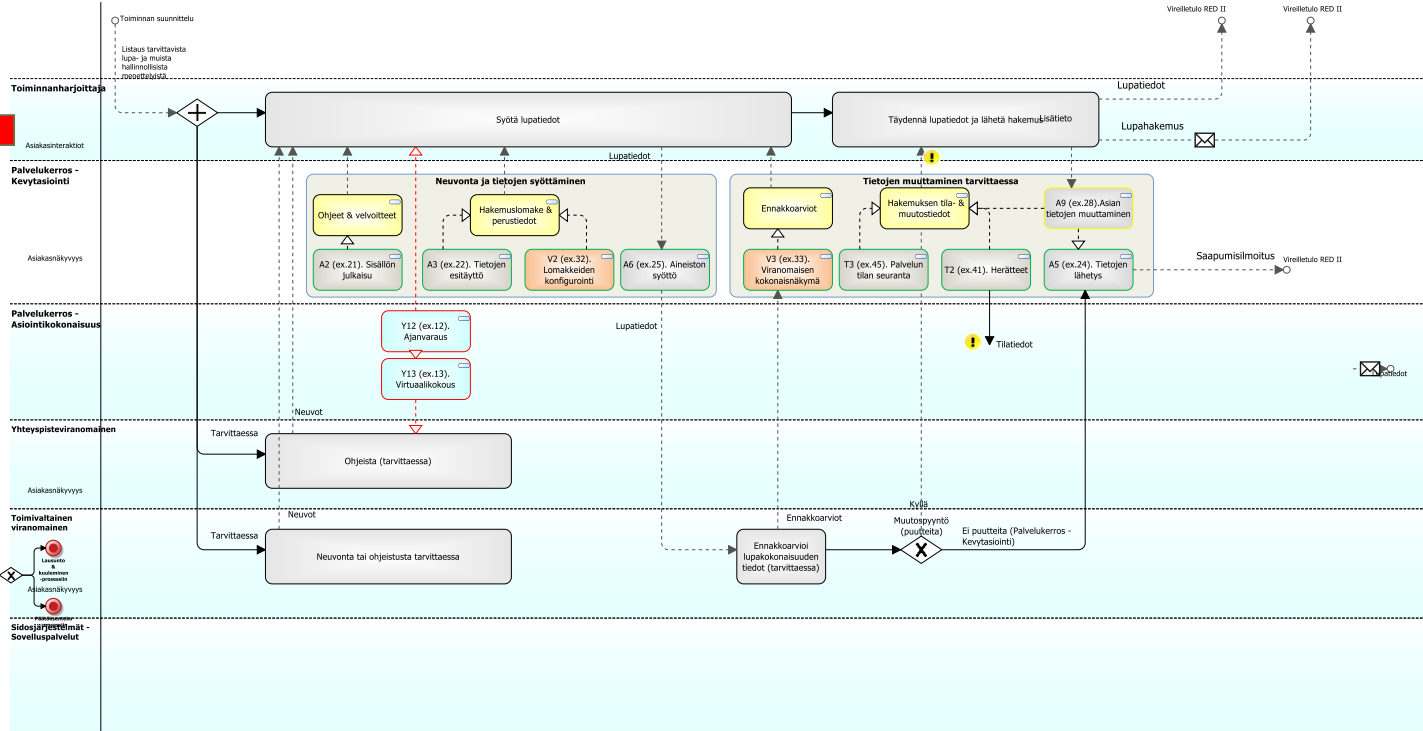 Toiminnan suunnittelu
Vireilletulo RED II
Vireilletulo RED II
Listaus tarvittavista
lupa- ja muista
hallinnollisista
menettelyistä
Toiminnanharjoittaja
Asiakasinteraktiot
Syötä lupatiedot
Täydennä lupatiedot ja lähetä hakemus
Lisätieto
Lupatiedot
Lupahakemus
Lupatiedot
Palvelukerros -
Kevytasiointi
Asiakasnäkyvyys
Neuvonta ja tietojen syöttäminen
Ohjeet & velvoitteet
Hakemuslomake &
perustiedot
A2 (ex.21). Sisällön
julkaisu
A3 (ex.22). Tietojen
esitäyttö
V2 (ex.32).
Lomakkeiden
konfigurointi
A6 (ex.25). Aineiston
syöttö
Tietojen muuttaminen tarvittaessa
Ennakkoarviot
Hakemuksen tila- &
muutostiedot
A9 (ex.28).Asian
tietojen muuttaminen
V3 (ex.33).
Viranomaisen
kokonaisnäkymä
T3 (ex.45). Palvelun
tilan seuranta
T2 (ex.41). Herätteet
A5 (ex.24). Tietojen
lähetys
Saapumisilmoitus
Vireilletulo RED II
Palvelukerros -
Asiointikokonaisuus
Y12 (ex.12).
Ajanvaraus
Y13 (ex.13).
Virtuaalikokous
Lupatiedot
Tilatiedot
Lupatiedot
Neuvot
Yhteyspisteviranomainen
Asiakasnäkyvyys
Tarvittaessa
Ohjeista (tarvittaessa)
Toimivaltainen
viranomainen
Lausunto
&
kuuleminen
-prosessiin
Asiakasnäkyvyys
Päätöksenteko
-prosessiin
Neuvot
Tarvittaessa
Neuvonta tai ohjeistusta tarvittaessa
Ennakkoarviot
Ennakkoarvioi
lupakokonaisuuden
tiedot (tarvittaessa)
Kyllä
Muutospyyntö
(puutteita)
Ei puutteita (Palvelukerros -
Kevytasiointi)
Sidosjärjestelmät -
Sovelluspalvelut